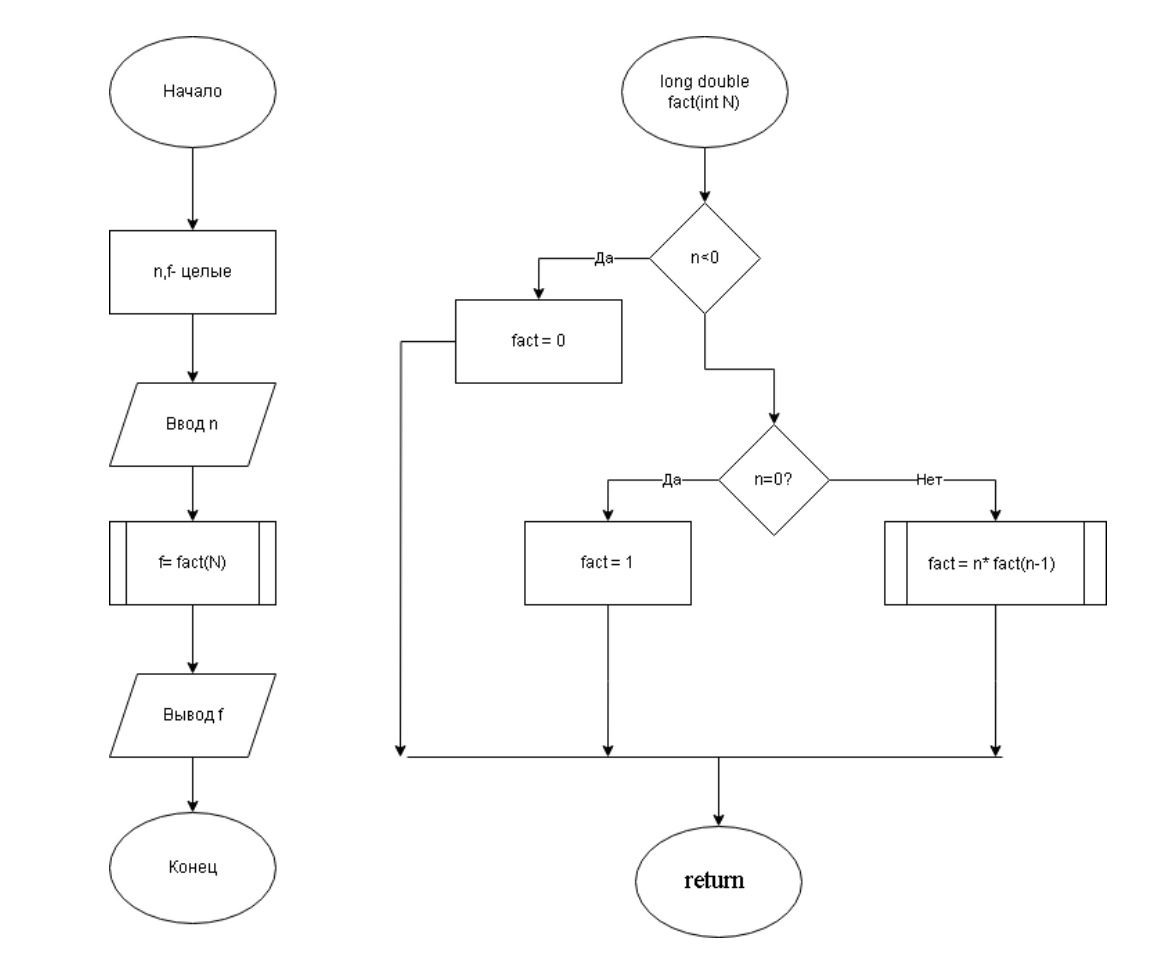 Начало
n,f- целые
Ввод n
f= fact(N)
Вывод f
Конец
long double
fact(int N)
n<0
Да
fact = 0
n=0?
Да
Нет
fact = 1
fact = n* fact(n-1)
return